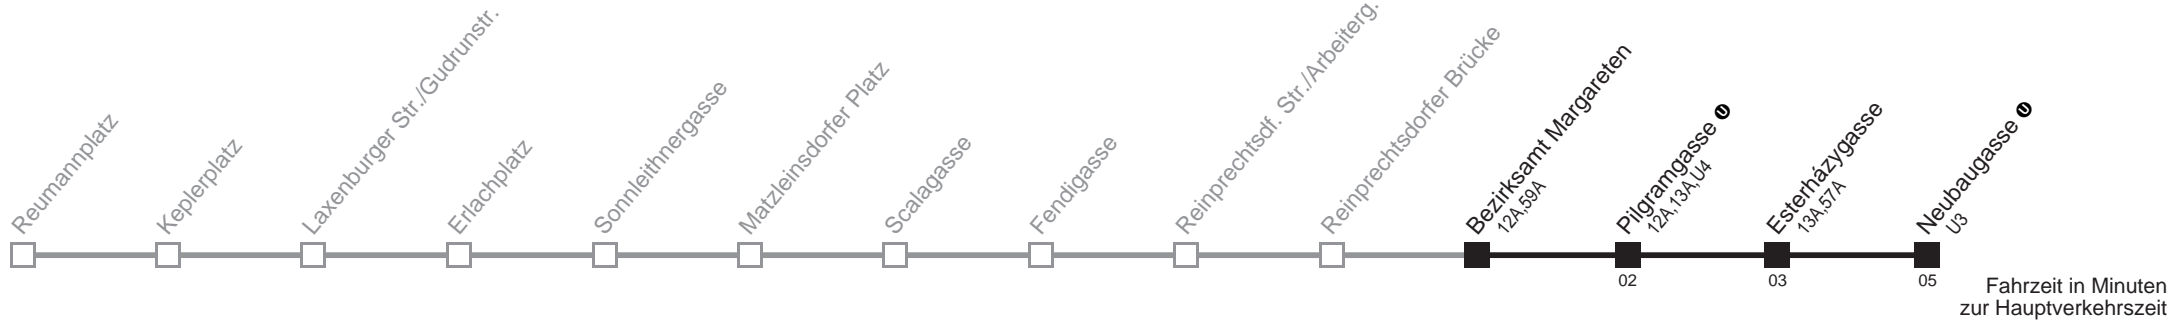 Reumannplatz
Keplerplatz
Laxenburger Str./Gudrunstr.
Erlachplatz
Sonnleithnergasse
Matzleinsdorfer Platz
Scalagasse
Fendigasse
Reinprechtsdf. Str./Arbeiterg.
Reinprechtsdorfer Brücke
Bezirksamt Margareten
12A,59A
Pilgramgasse U
12A,13A,U4
Esterházygasse
13A,57A
Neubaugasse U
U3
02
03
05
Fahrzeit in Minuten
zur Hauptverkehrszeit